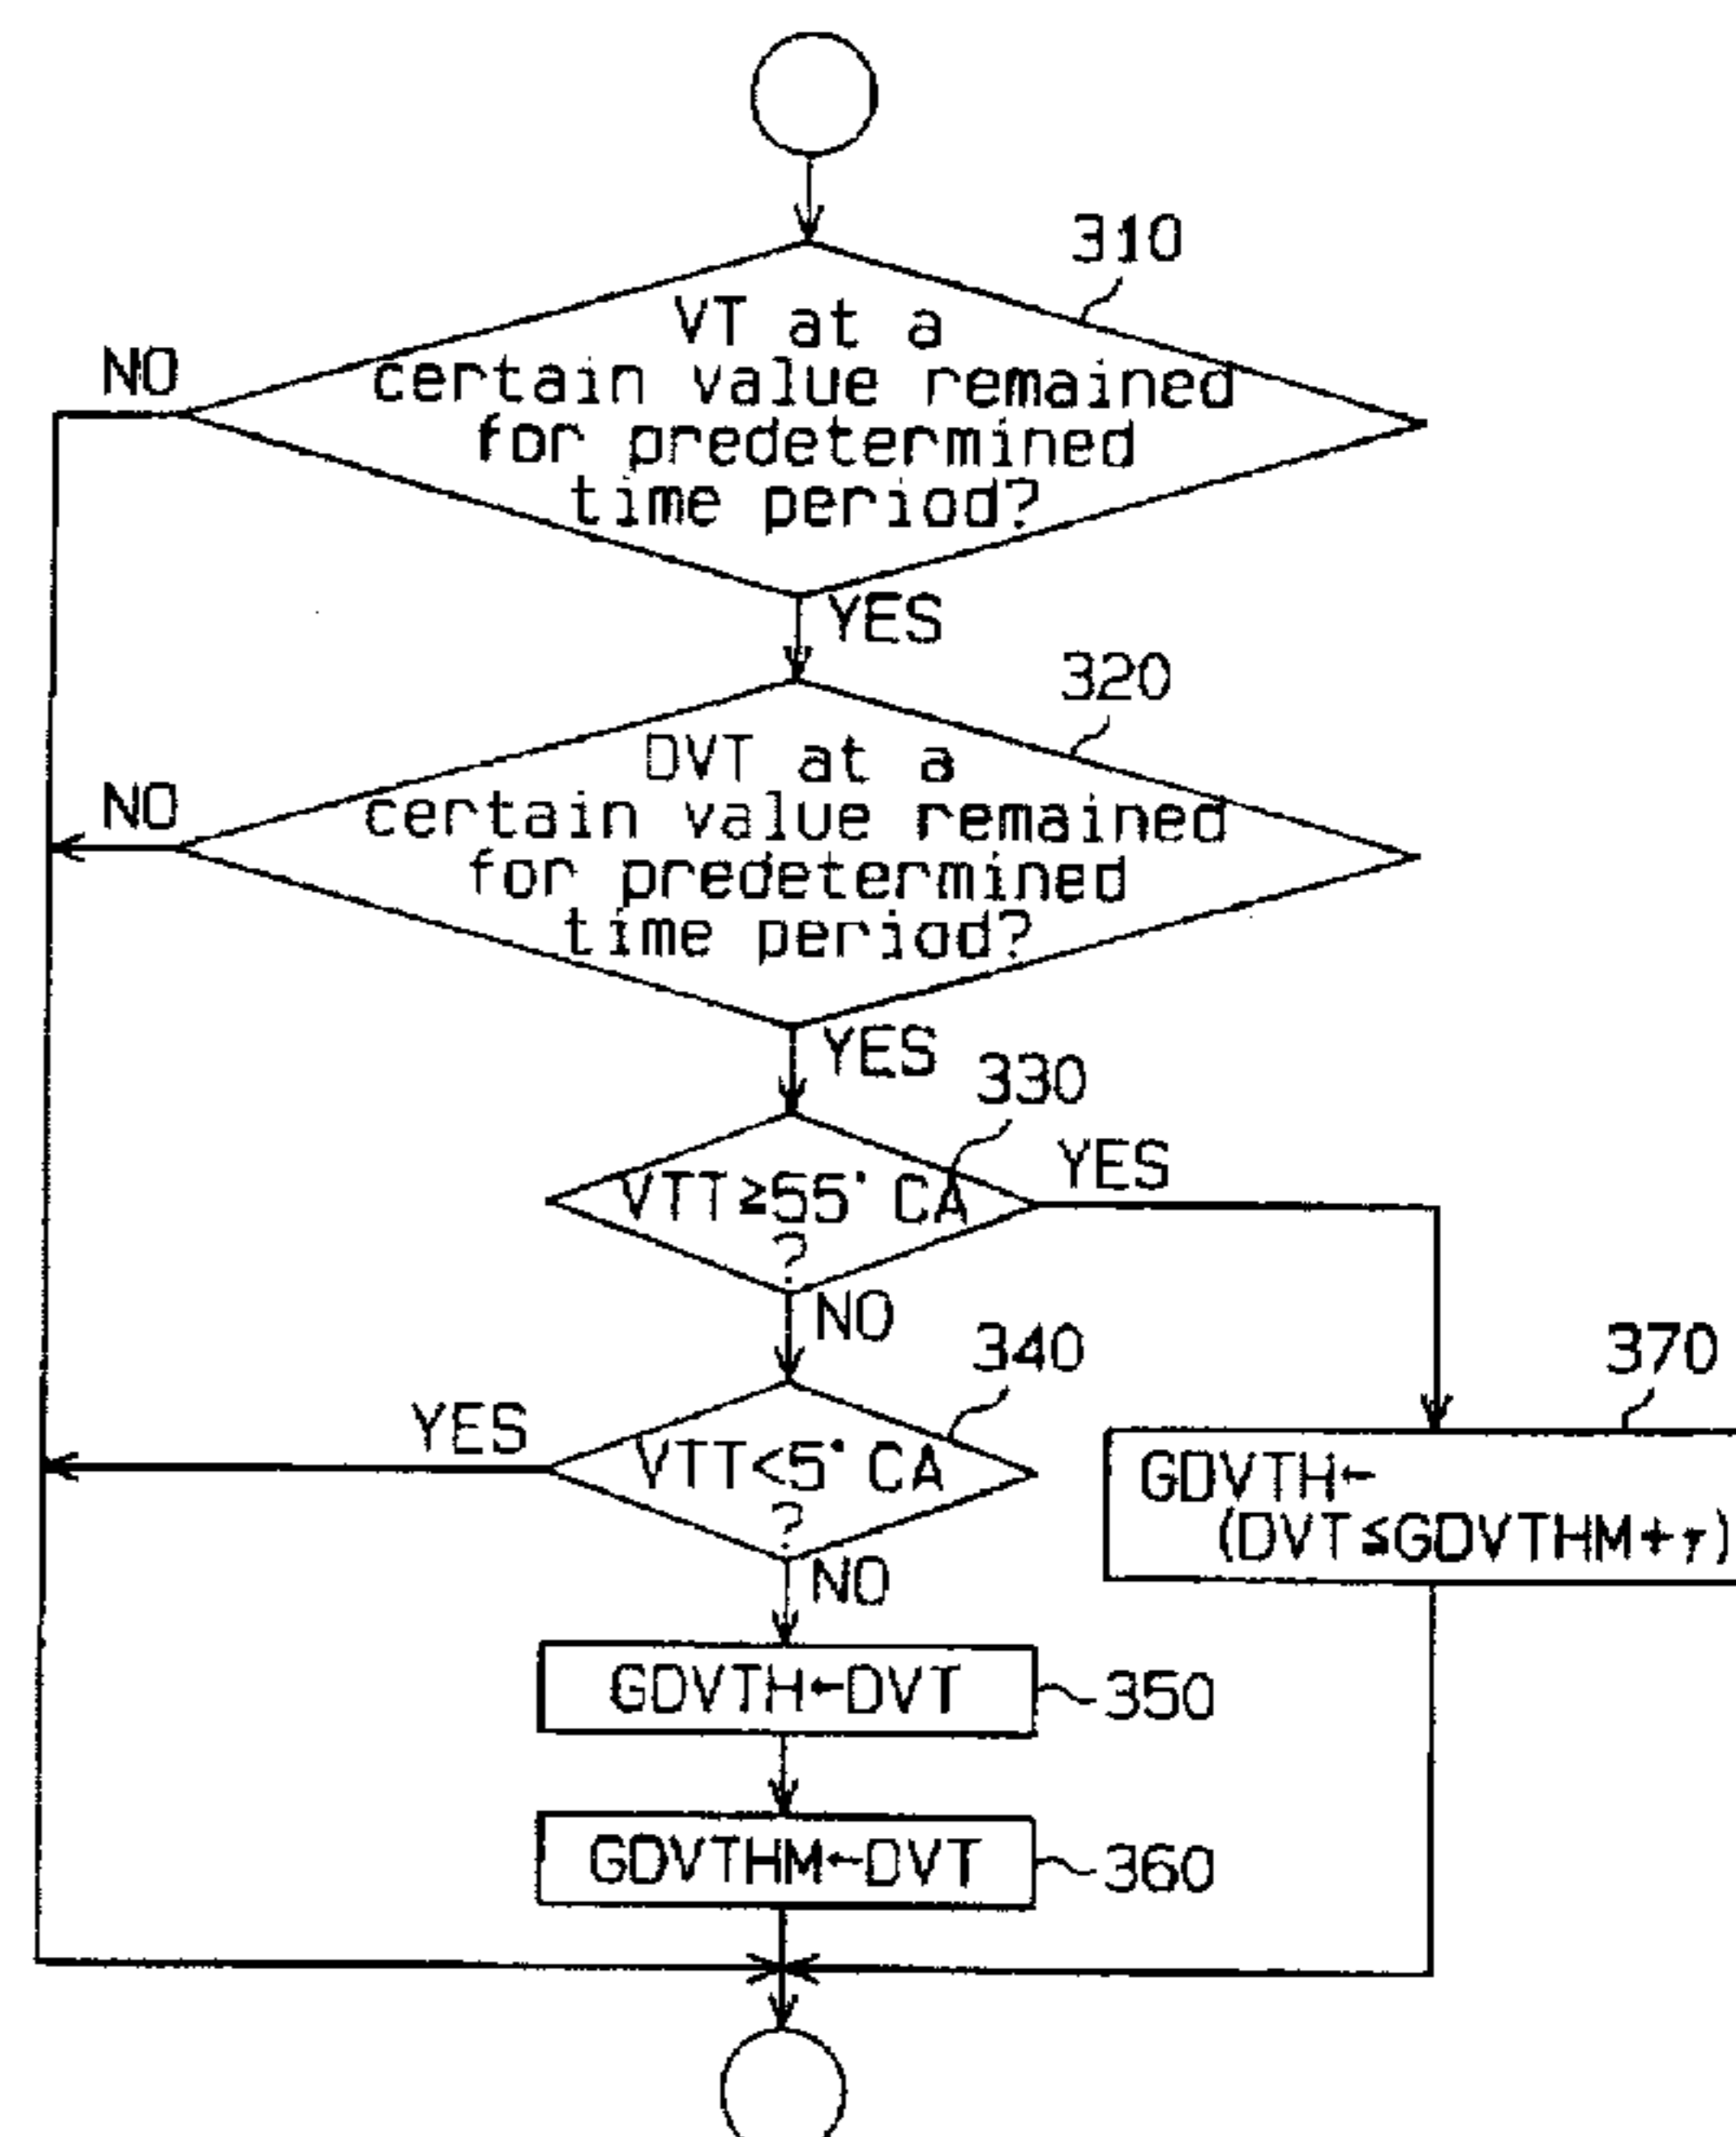 310
VT at a
certain value remained
for predetermined
time period?
NO
YES
320
DVT at a
certain value remained
for predetermined
time period?
NO
YES
330
VTT≧55° CA
?
YES
NO
340
VTT<5° CA
?
YES
NO
370
GDVTH←
(DVT≦GDVTHM+γ)
GDVTH←DVT
350
GDVTHM←DVT
360